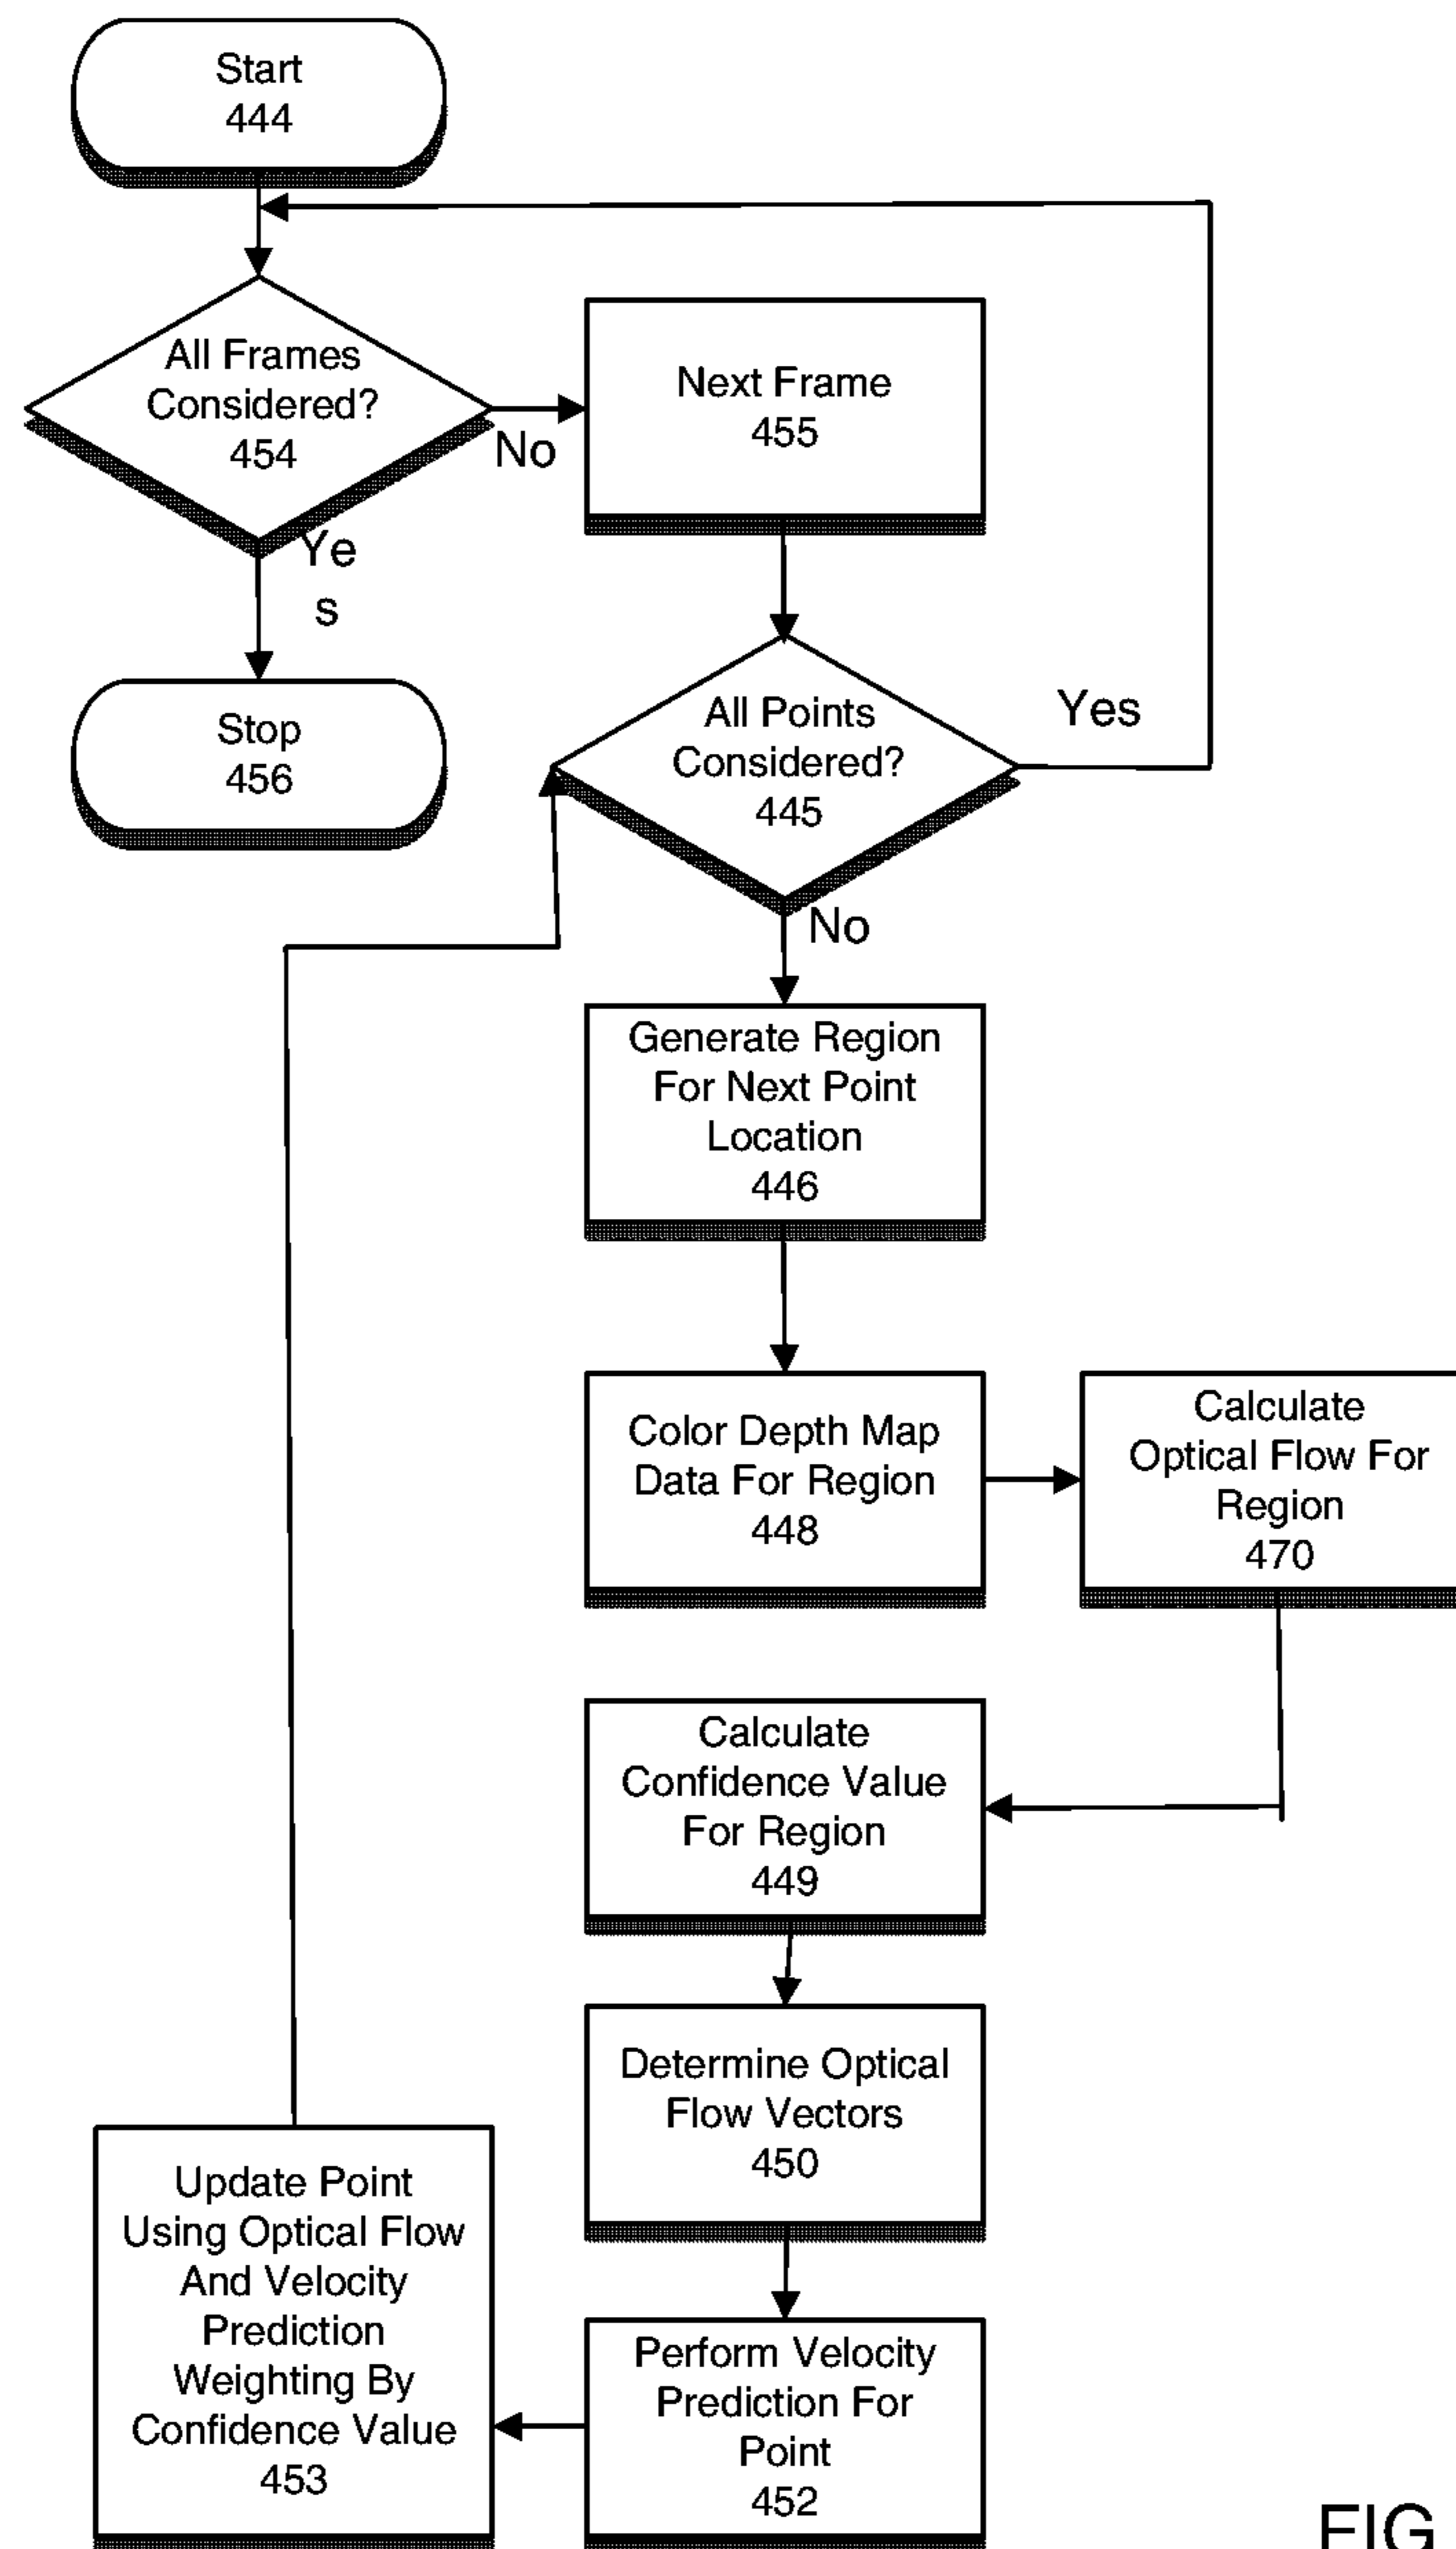 Start
444
All Frames
Considered?
454
No
Next Frame
455
Ye
s
Stop
456
All Points
Considered?
445
Yes
No
Generate Region
For Next Point
Location
446
Color Depth Map
Data For Region
448
Calculate
Optical Flow For
Region
470
Calculate
Confidence Value
For Region
449
Determine Optical
Flow Vectors
450
Perform Velocity
Prediction For
Point
452
Update Point
Using Optical Flow
And Velocity
Prediction
Weighting By
Confidence Value
453
FIG